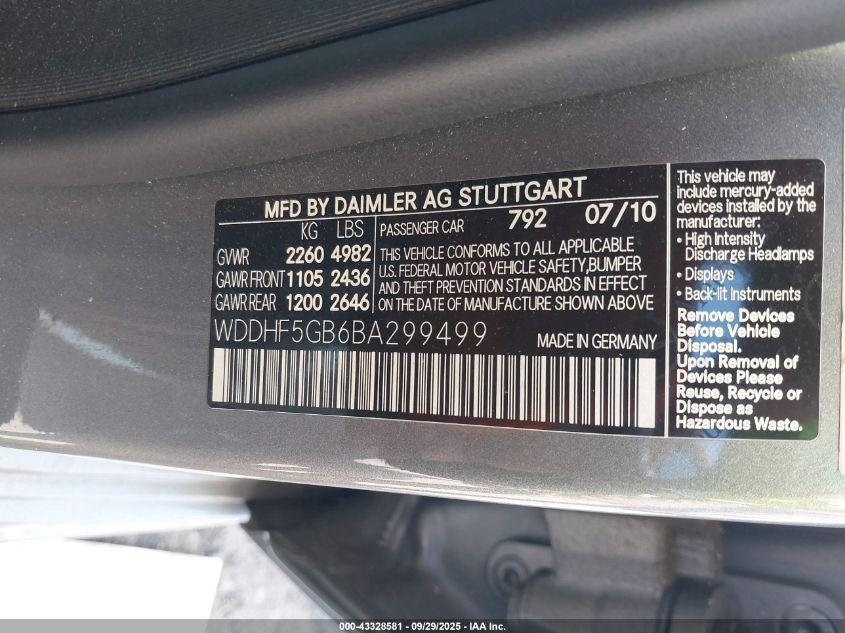 MFD BY DAIMLER AG STUTTGART
KG LBS
GVWR 2260 4982
GAWR FRONT 1105 2436
GAWR REAR 1200 2646
PASSENGER CAR 792 07/10
THIS VEHICLE CONFORMS TO ALL APPLICABLE
U.S. FEDERAL MOTOR VEHICLE SAFETY,BUMPER
AND THEFT PREVENTION STANDARDS IN EFFECT
ON THE DATE OF MANUFACTURE SHOWN ABOVE
WDDHF5GB6BA299499
MADE IN GERMANY
This vehicle may
include mercury-added
devices installed by the
manufacturer:
• High Intensity
Discharge Headlamps
• Displays
• Back-lit Instruments
Remove Devices
Before Vehicle
Disposal.
Upon Removal of
Devices Please
Reuse, Recycle or
Dispose as
Hazardous Waste.
000-43328581 - 09/29/2025 - IAA Inc.